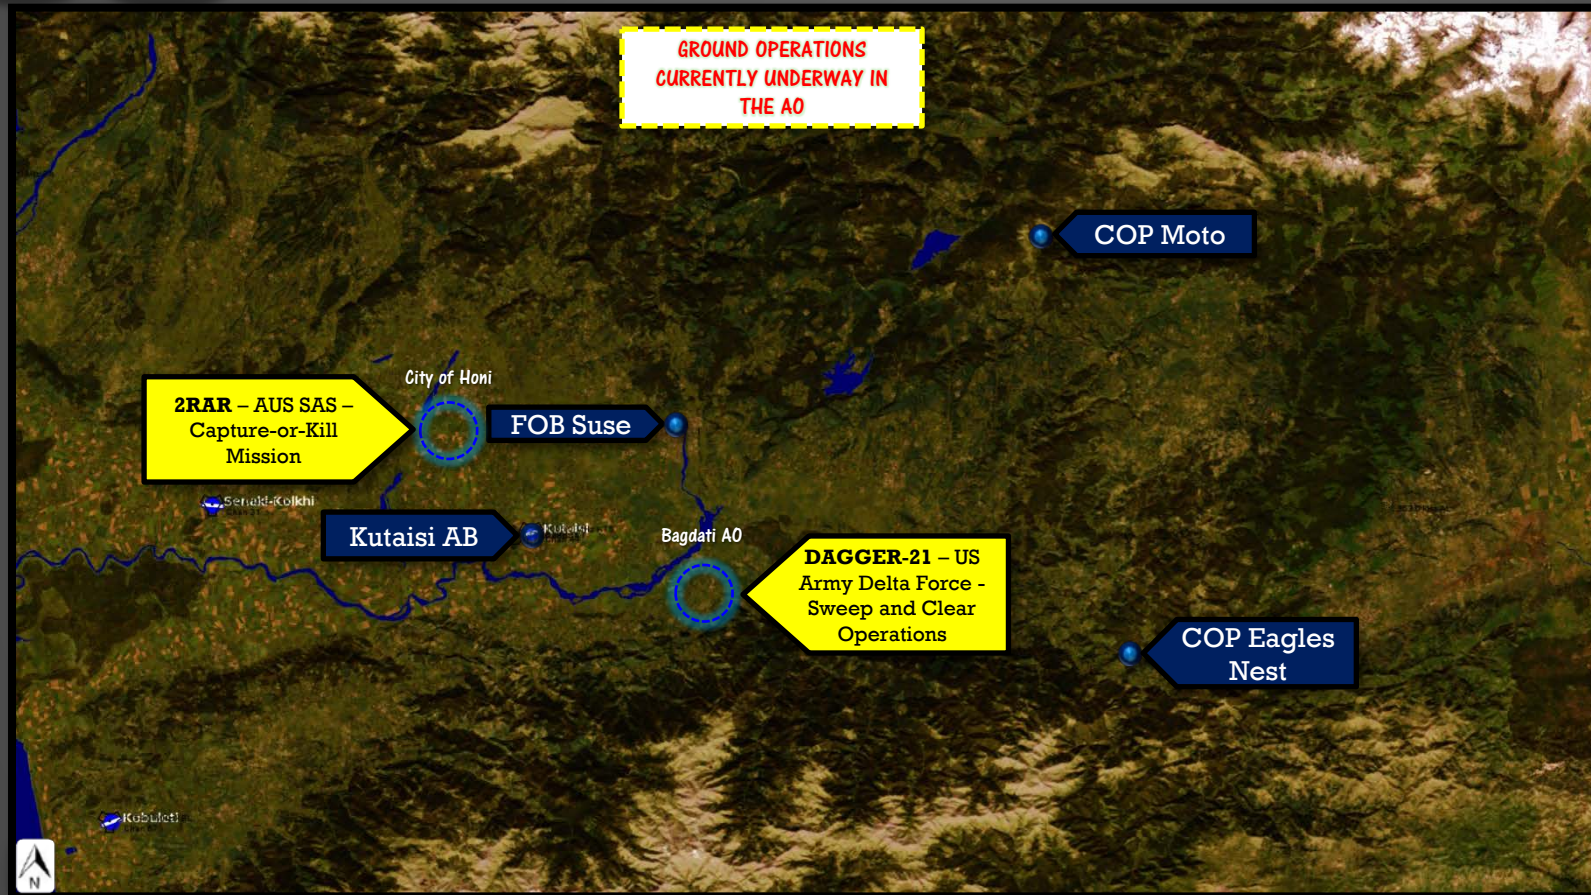 GROUND OPERATIONS
CURRENTLY UNDERWAY IN
THE AO
COP Moto
City of Honi
2RAR – AUS SAS –
Capture-or-Kill
Mission
FOB Suse
Senaki-Kolkhi
Kutaisi AB
Kutaisi
Bagdati AO
DAGGER-21 – US
Army Delta Force -
Sweep and Clear
Operations
COP Eagles
Nest
Kobuleti
N